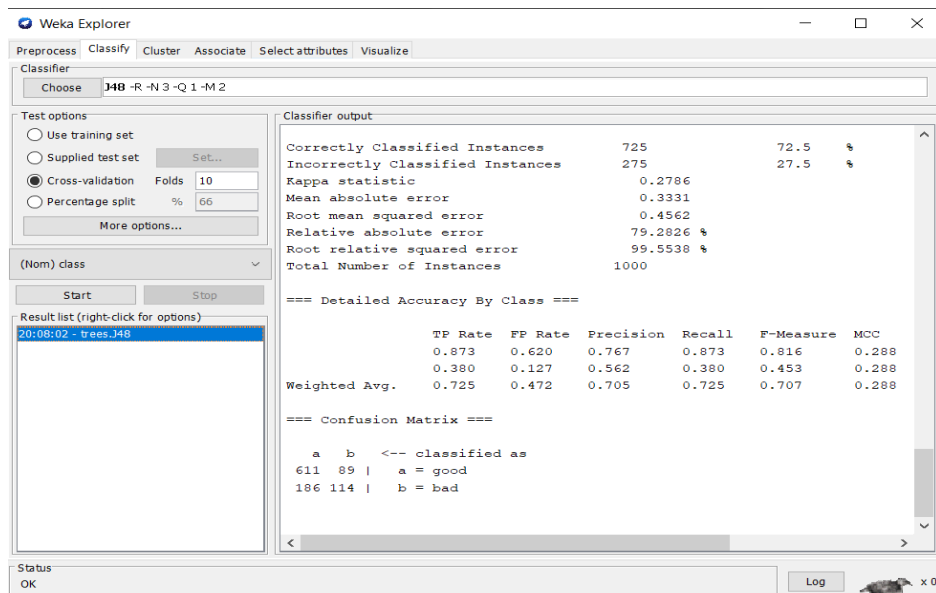 Weka Explorer
Preprocess Classify Cluster Associate Select attributes Visualize
Classifier
Choose J48 -R -N 3 -Q 1 -M 2
Test options
Use training set
Supplied test set Set...
Cross-validation Folds 10
Percentage split % 66
More options...
(Nom) class
Start Stop
Result list (right-click for options)
20:08:02 - trees.J48
Classifier output
Correctly Classified Instances 725 72.5 %
Incorrectly Classified Instances 275 27.5 %
Kappa statistic 0.2786
Mean absolute error 0.3331
Root mean squared error 0.4562
Relative absolute error 79.2826 %
Root relative squared error 99.5538 %
Total Number of Instances 1000
=== Detailed Accuracy By Class ===
TP Rate FP Rate Precision Recall F-Measure MCC
0.873 0.620 0.767 0.873 0.816 0.288
0.380 0.127 0.562 0.380 0.453 0.288
Weighted Avg. 0.725 0.472 0.705 0.725 0.707 0.288
=== Confusion Matrix ===
a b <-- classified as
611 89 | a = good
186 114 | b = bad
Status
OK
Log
x 0